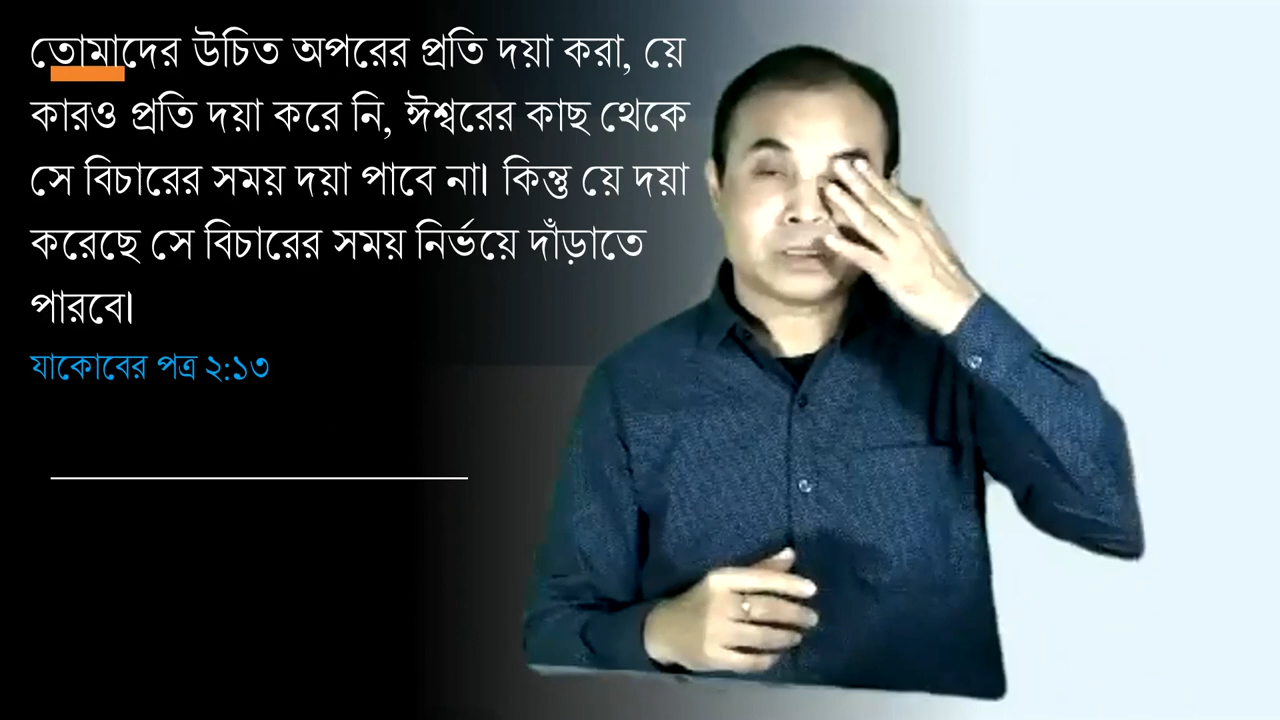 তোমাদের উচিত অপরের প্রতি দয়া করা, য়ে
কারও প্রতি দয়া করে নি, ঈশ্বরের কাছ থেকে
সে বিচারের সময় দয়া পাবে না৷ কিন্তু য়ে দয়া
করেছে সে বিচারের সময় নির্ভয়ে দাঁড়াতে
পারবে৷
যাকোবের পত্র ২:১৩